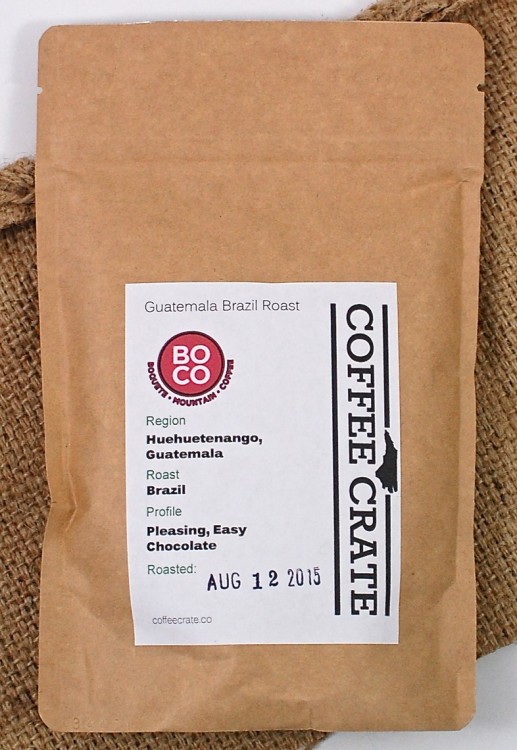 Guatemala Brazil Roast
BO
CO
BOQUETE • MOUNTAIN • COFFEE
Region
Huehuetenango,
Guatemala
Roast
Brazil
Profile
Pleasing, Easy
Chocolate
Roasted: AUG 12 2015
coffeecrate.co
COFFEE CRATE